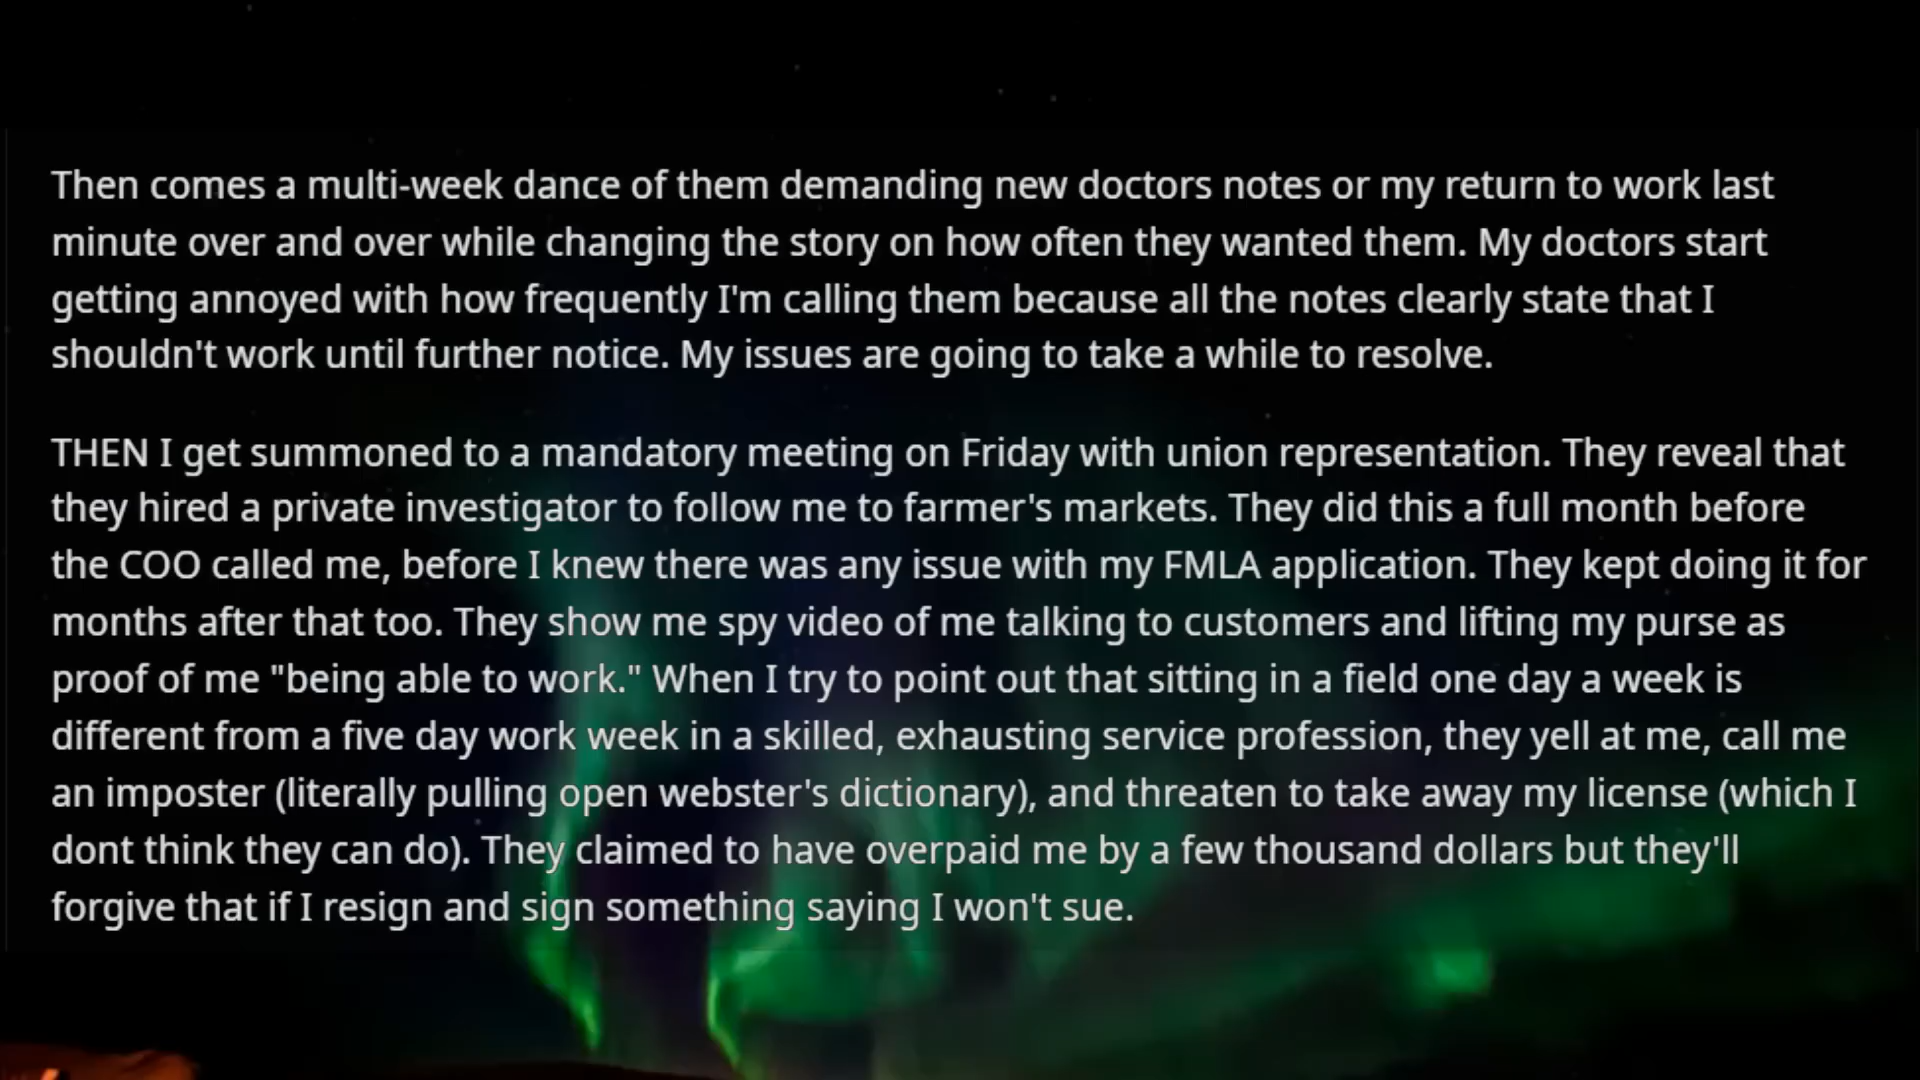 Then comes a multi-week dance of them demanding new doctors notes or my return to work last
minute over and over while changing the story on how often they wanted them. My doctors start
getting annoyed with how frequently I'm calling them because all the notes clearly state that I
shouldn't work until further notice. My issues are going to take a while to resolve.
THEN I get summoned to a mandatory meeting on Friday with union representation. They reveal that
they hired a private investigator to follow me to farmer's markets. They did this a full month before
the COO called me, before I knew there was any issue with my FMLA application. They kept doing it for
months after that too. They show me spy video of me talking to customers and lifting my purse as
proof of me "being able to work." When I try to point out that sitting in a field one day a week is
different from a five day work week in a skilled, exhausting service profession, they yell at me, call me
an imposter (literally pulling open webster's dictionary), and threaten to take away my license (which I
dont think they can do). They claimed to have overpaid me by a few thousand dollars but they'll
forgive that if I resign and sign something saying I won't sue.